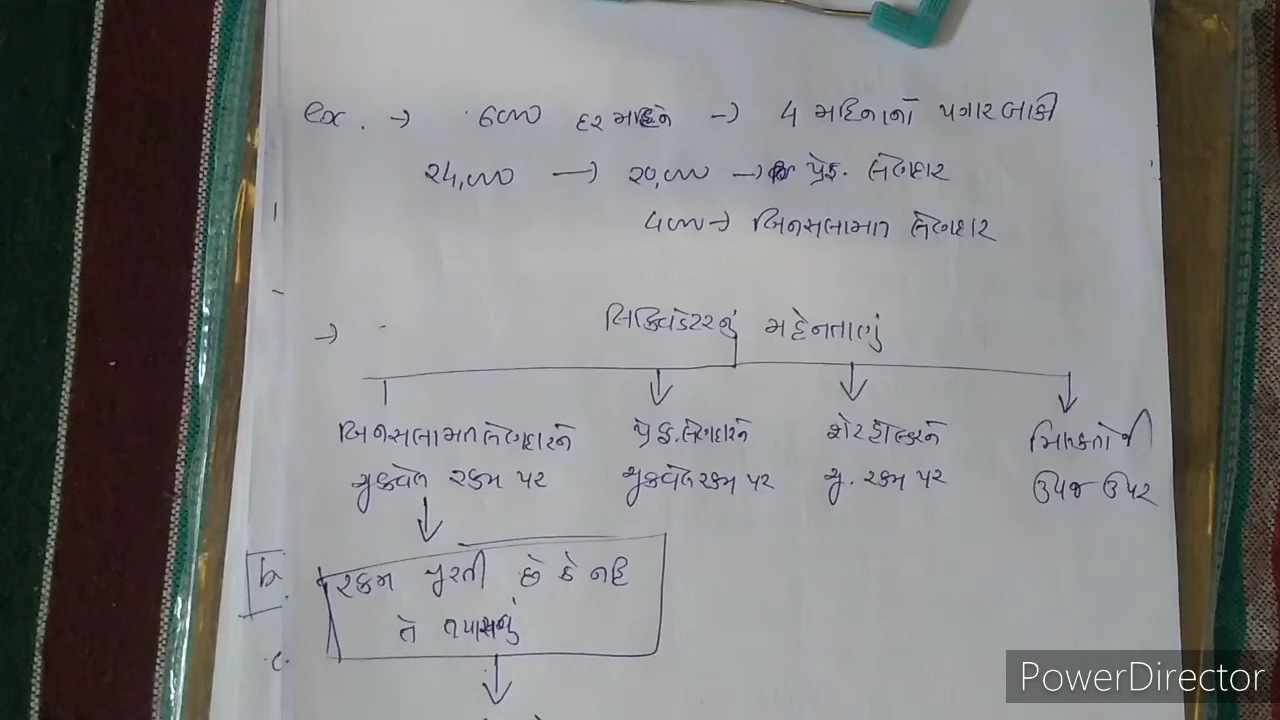 ex. → 6000 દર મહિને → 4 મહિનાનો પગાર બાકી
24,000 → 20,000 → પ્રેફ. લેણદાર
4000 → બિનસલામત લેણદાર
→ લિક્વિડેટરનું મહેનતાણું
બિનસલામત લેણદારને પ્રેફ. લેણદારને શેરહોલ્ડરને મિલકતોની
ચુકવેલ રકમ પર ચુકવેલ રકમ પર ચુ. રકમ પર ઉપજ ઉપર
b. રકમ પુરતી છે કે નહિ
તે તપાસવું
c.
PowerDirector